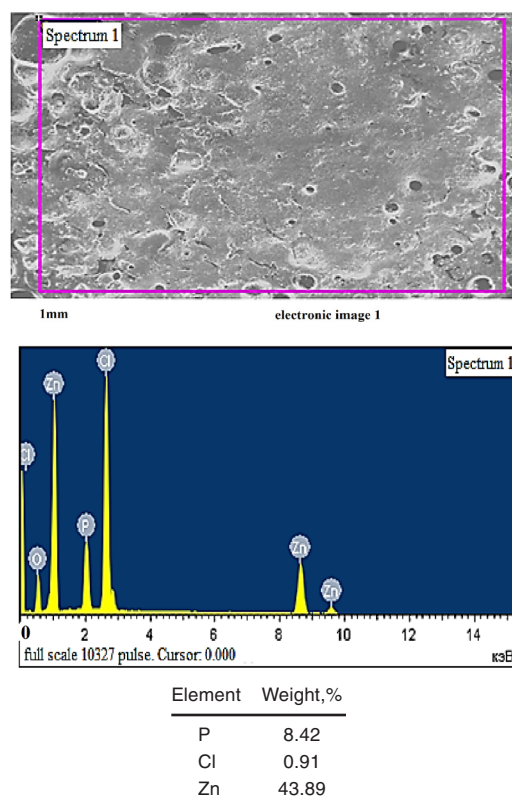 Spectrum 1
1mm electronic image 1
Spectrum 1
Cl
Zn
Cl
O
P
Zn
Zn
0 2 4 6 8 10 12 14
full scale 10327 pulse. Cursor: 0.000 кэВ
Element Weight,%
P 8.42
Cl 0.91
Zn 43.89